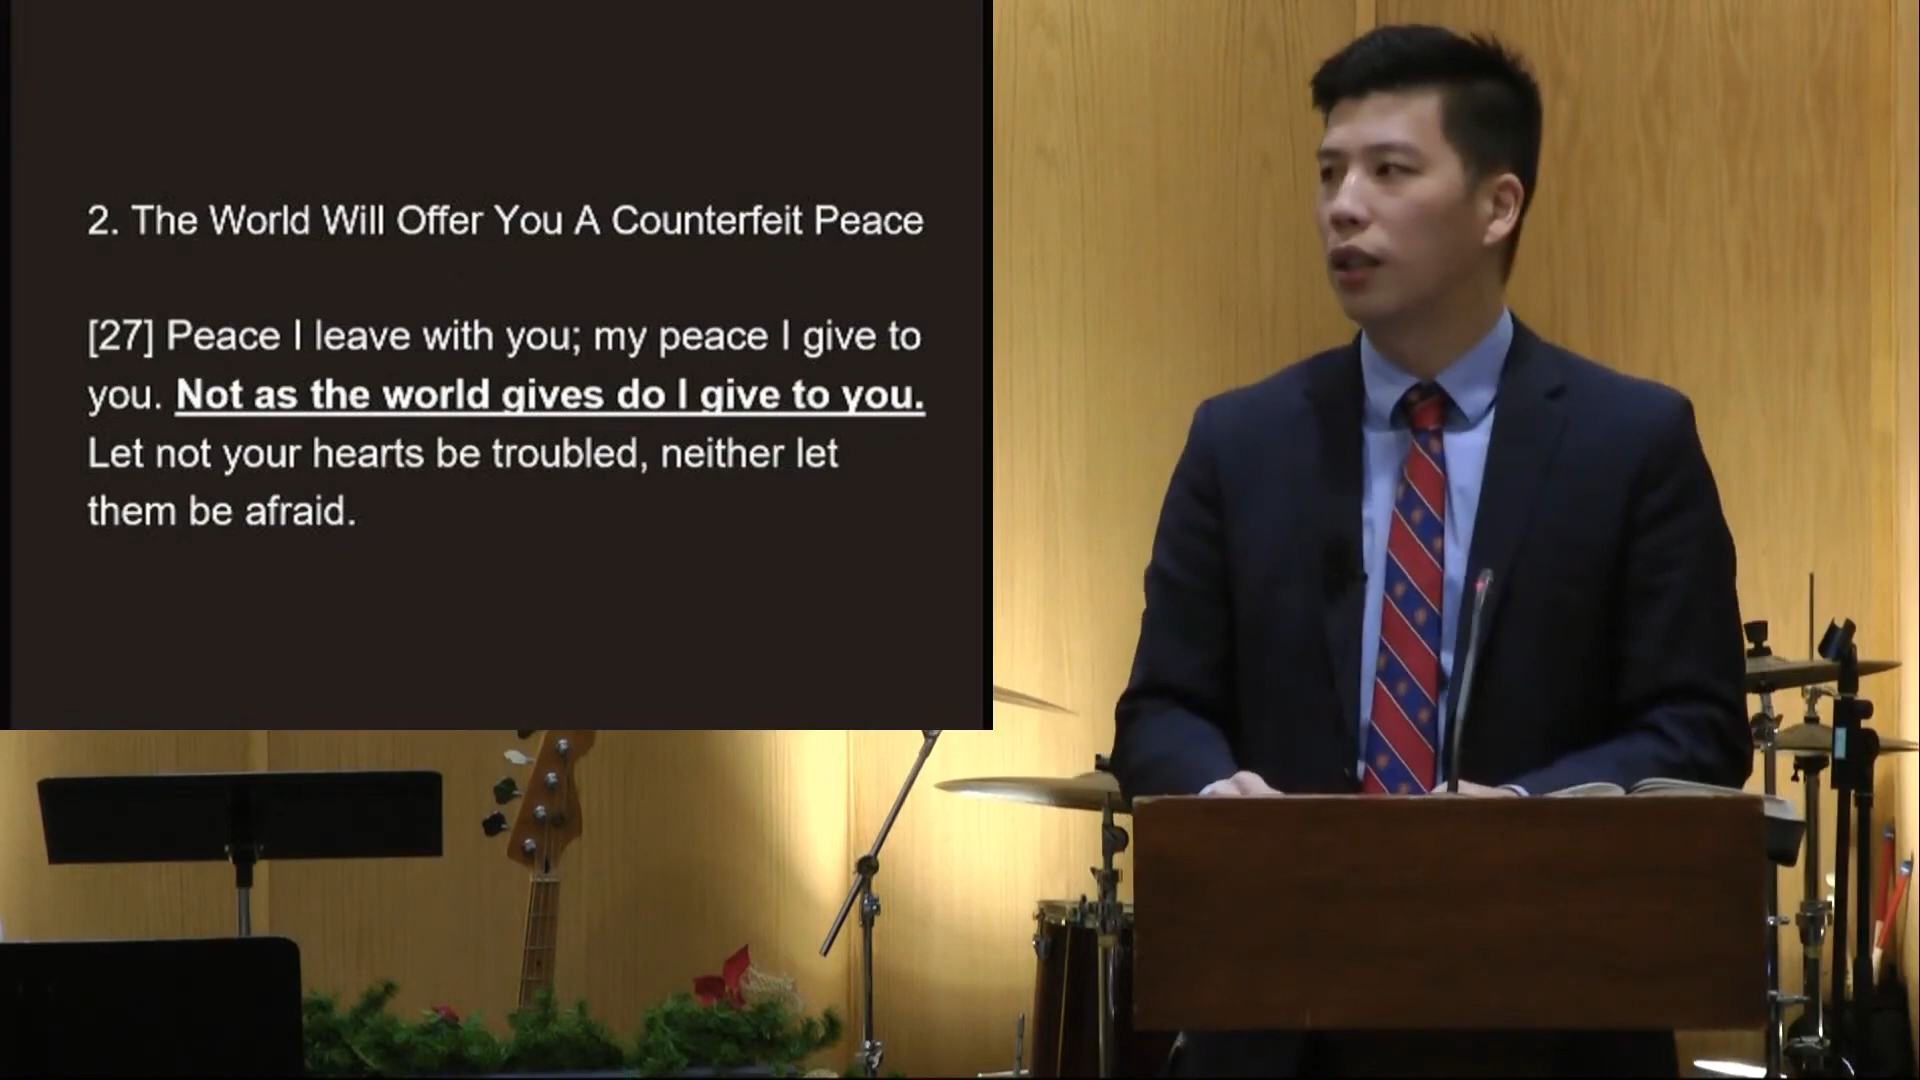 2. The World Will Offer You A Counterfeit Peace
[27] Peace I leave with you; my peace I give to
you. Not as the world gives do I give to you.
Let not your hearts be troubled, neither let
them be afraid.